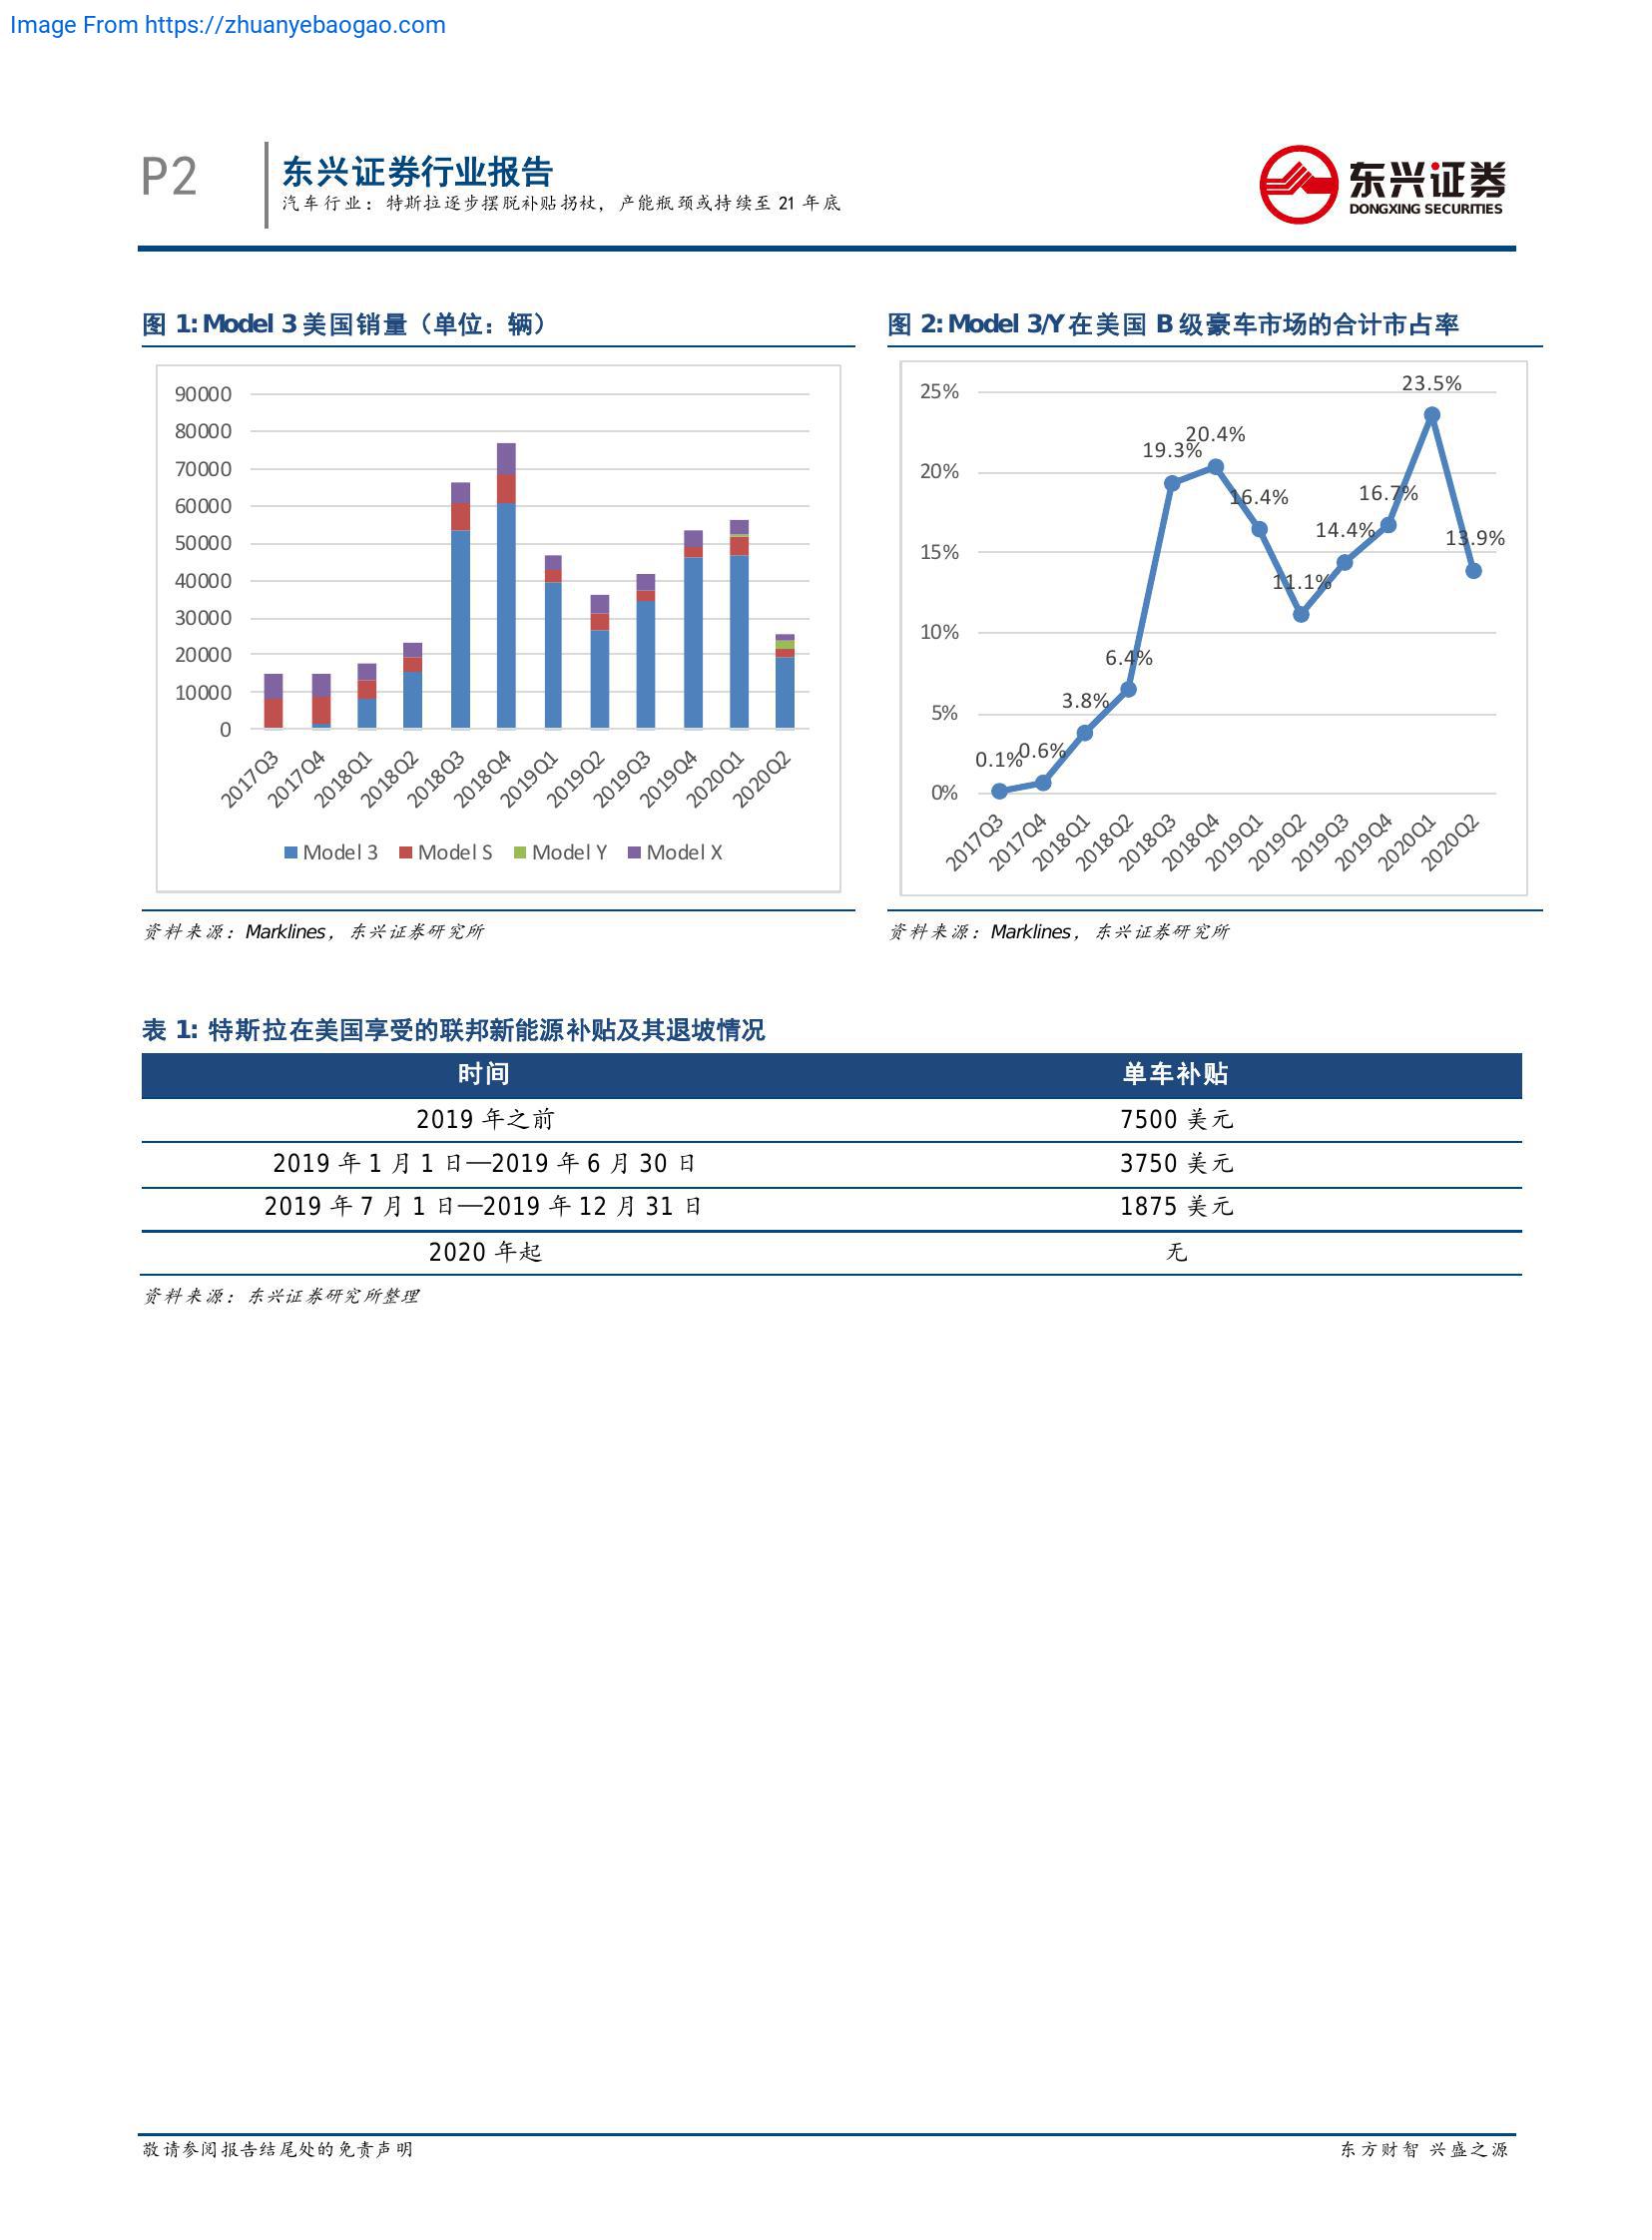 Image From https://zhuanyebaogao.com
P2
东兴证券行业报告
汽车行业：特斯拉逐步摆脱补贴拐杖，产能瓶颈或持续至 21 年底
东兴证券
DONGXING SECURITIES
图 1: Model 3 美国销量（单位：辆）
90000
80000
70000
60000
50000
40000
30000
20000
10000
0
2017Q3 2017Q4 2018Q1 2018Q2 2018Q3 2018Q4 2019Q1 2019Q2 2019Q3 2019Q4 2020Q1 2020Q2
Model 3 Model S Model Y Model X
资料来源：Marklines，东兴证券研究所
图 2: Model 3/Y 在美国 B 级豪车市场的合计市占率
25%
20%
15%
10%
5%
0%
0.1% 0.6% 3.8% 6.4% 19.3% 20.4% 16.4% 11.1% 14.4% 16.7% 23.5% 13.9%
2017Q3 2017Q4 2018Q1 2018Q2 2018Q3 2018Q4 2019Q1 2019Q2 2019Q3 2019Q4 2020Q1 2020Q2
资料来源：Marklines，东兴证券研究所
表 1: 特斯拉在美国享受的联邦新能源补贴及其退坡情况
时间 单车补贴
2019 年之前 7500 美元
2019 年 1 月 1 日—2019 年 6 月 30 日 3750 美元
2019 年 7 月 1 日—2019 年 12 月 31 日 1875 美元
2020 年起 无
资料来源：东兴证券研究所整理
敬请参阅报告结尾处的免责声明
东方财智 兴盛之源